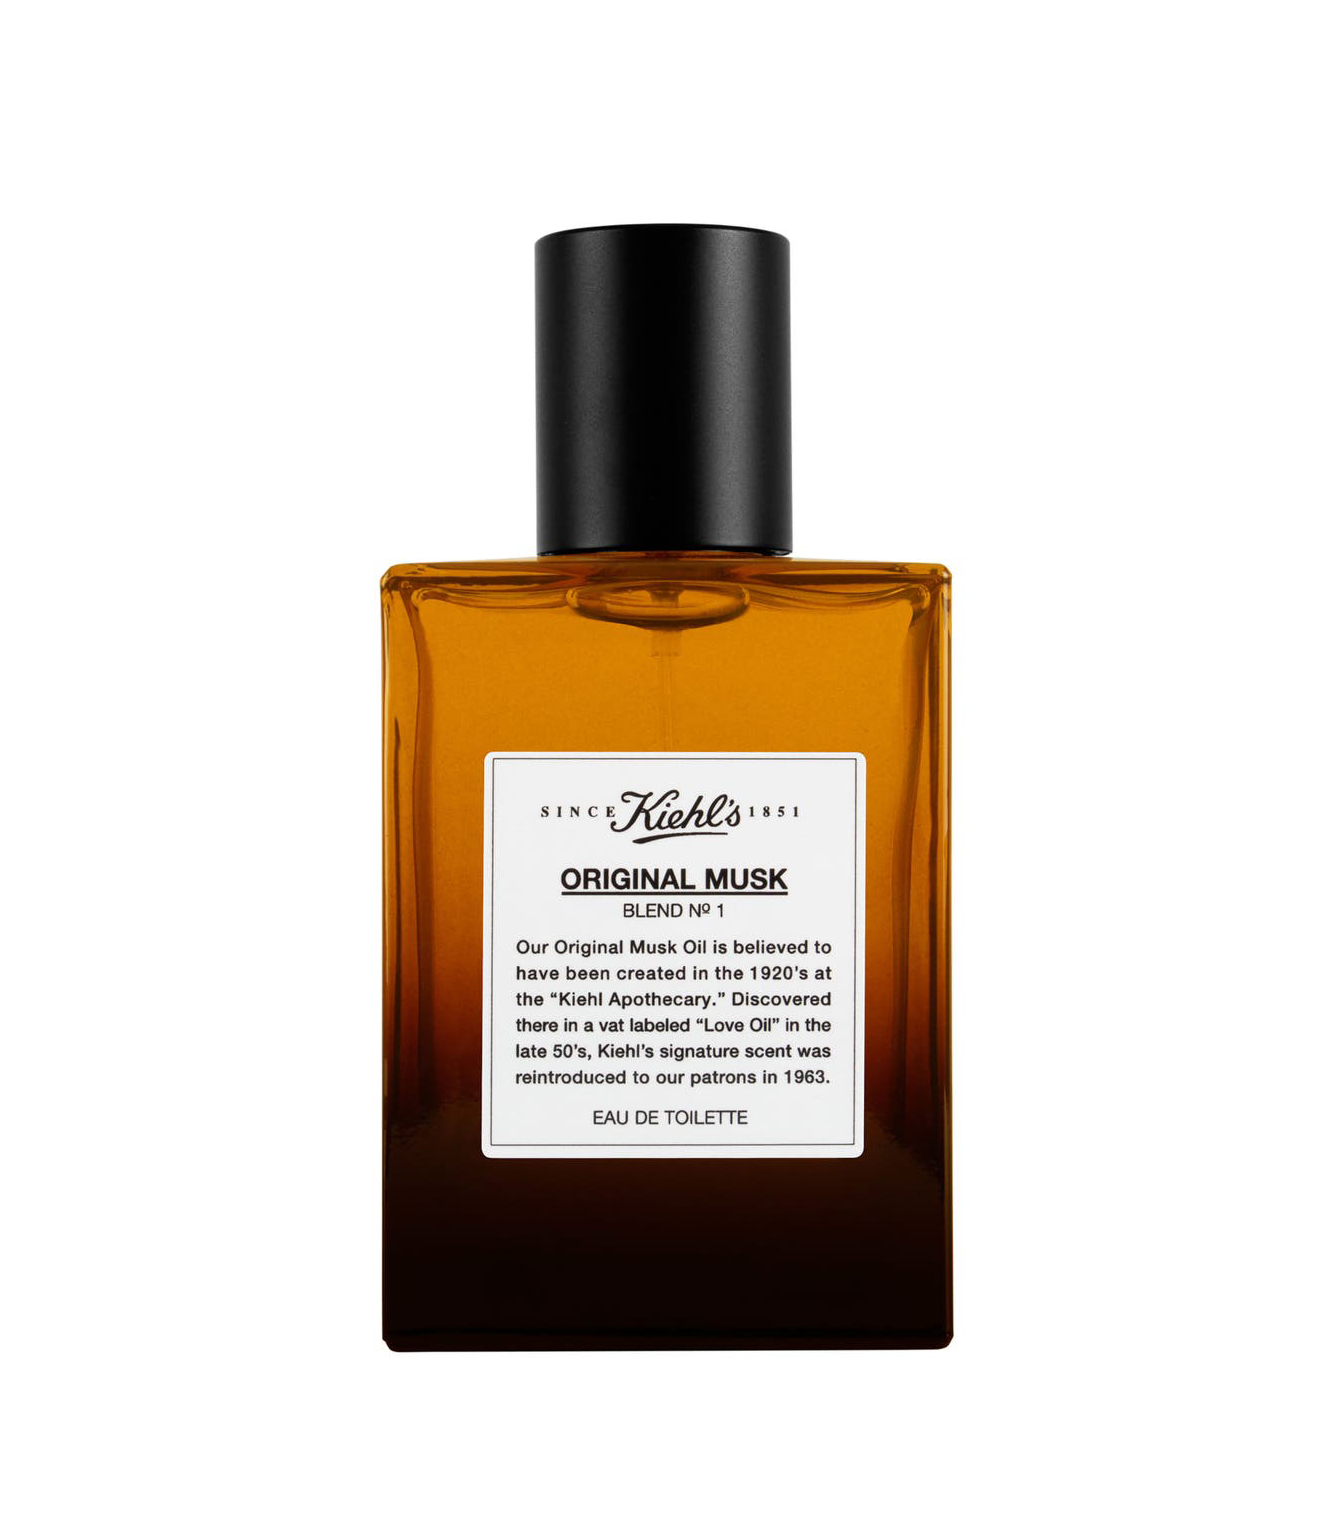 SINCE Kiehl's 1851
ORIGINAL MUSK
BLEND Nº 1
Our Original Musk Oil is believed to
have been created in the 1920's at
the “Kiehl Apothecary.” Discovered
there in a vat labeled “Love Oil” in the
late 50's, Kiehl's signature scent was
reintroduced to our patrons in 1963.
EAU DE TOILETTE